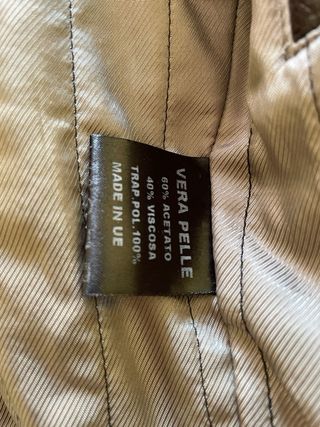 VERA PELLE
60% ACETATO
40% VISCOSA
TRAP.POL.100%
MADE IN UE